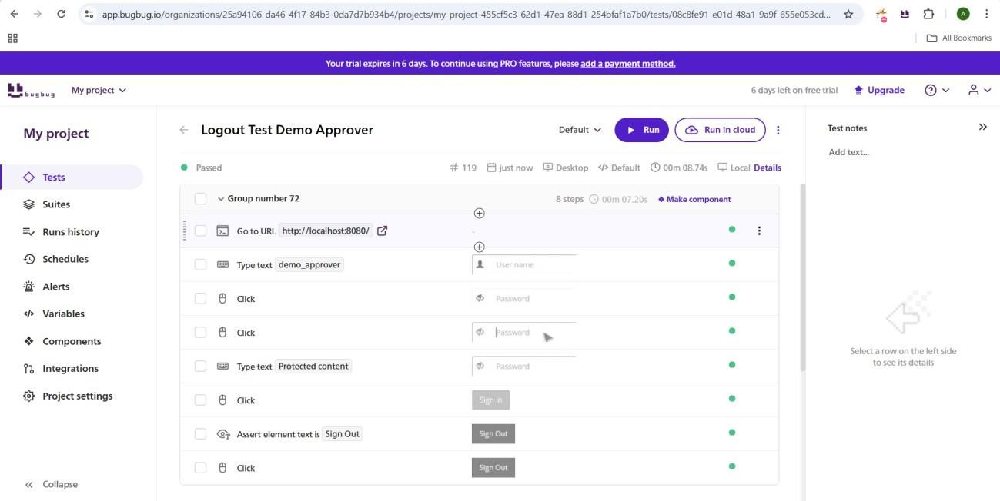 app.bugbug.io/organizations/25a94106-da46-4f17-84b3-0da7d7b934b4/projects/my-project-455cf5c3-62d1-47ea-88d1-254bfaf1a7b0/tests/08c8fe91-e01d-48a1-9a9f-655e053cd...
A
All Bookmarks
Your trial expires in 6 days. To continue using PRO features, please add a payment method.
bugbug
My project
6 days left on free trial
Upgrade
My project
Tests
Suites
Runs history
Schedules
Alerts
Variables
Components
Integrations
Project settings
Collapse
Logout Test Demo Approver
Default
Run
Run in cloud
Passed
# 119 just now Desktop Default 00m 08.74s Local Details
Group number 72 8 steps 00m 07.20s Make component
Go to URL http://localhost:8080/ -
Type text demo_approver User name
Click Password
Click Password
Type text Protected content Password
Click Sign in
Assert element text is Sign Out Sign Out
Click Sign Out
Test notes
Add text...
Select a row on the left side
to see its details